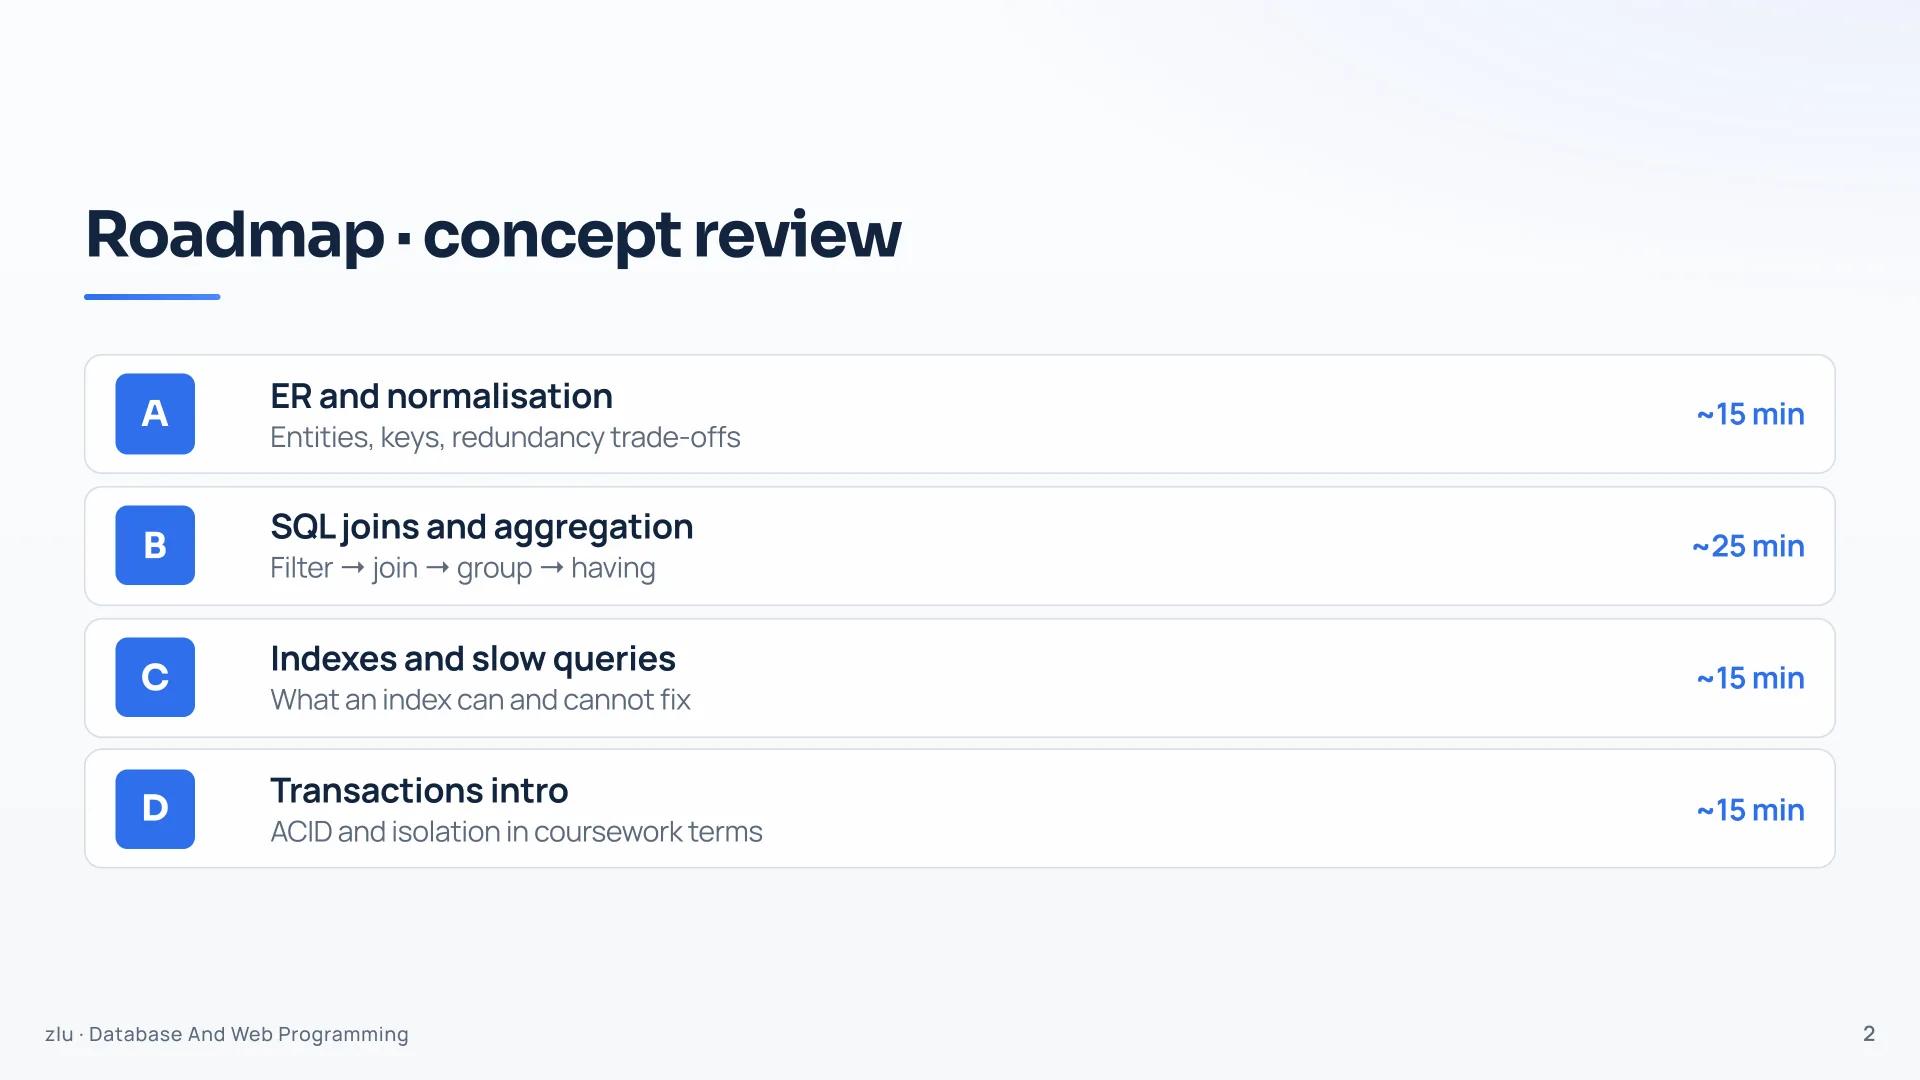 Roadmap · concept review
A
ER and normalisation
Entities, keys, redundancy trade-offs
~15 min
B
SQL joins and aggregation
Filter → join → group → having
~25 min
C
Indexes and slow queries
What an index can and cannot fix
~15 min
D
Transactions intro
ACID and isolation in coursework terms
~15 min
zlu · Database And Web Programming
2